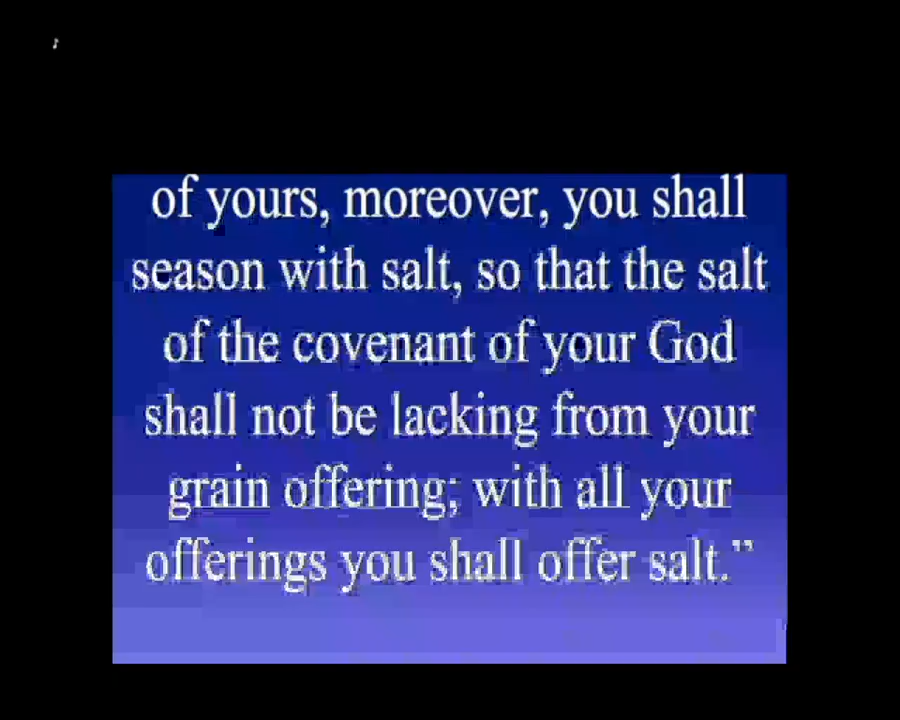 of yours, moreover, you shall
season with salt, so that the salt
of the covenant of your God
shall not be lacking from your
grain offering; with all your
offerings you shall offer salt.”